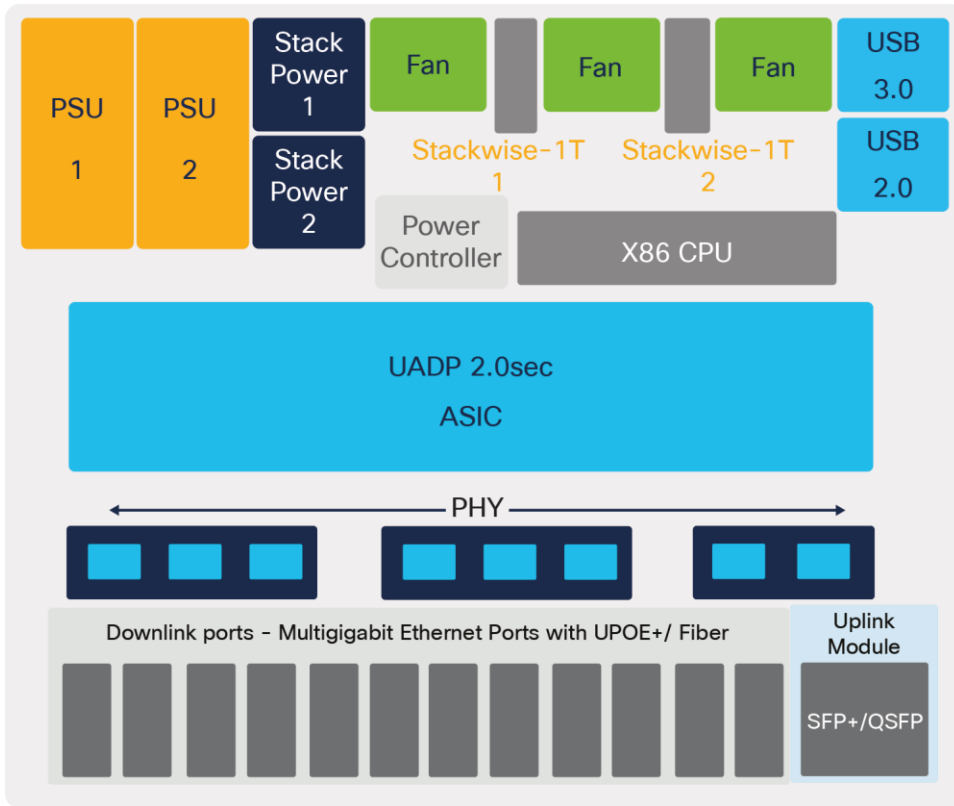 PSU
1
PSU
2
Stack
Power
1
Stack
Power
2
Fan
Fan
Fan
Stackwise-1T
1
Stackwise-1T
2
USB
3.0
USB
2.0
Power
Controller
X86 CPU
UADP 2.0sec
ASIC
PHY
Downlink ports - Multigigabit Ethernet Ports with UPOE+/ Fiber
Uplink
Module
SFP+/QSFP